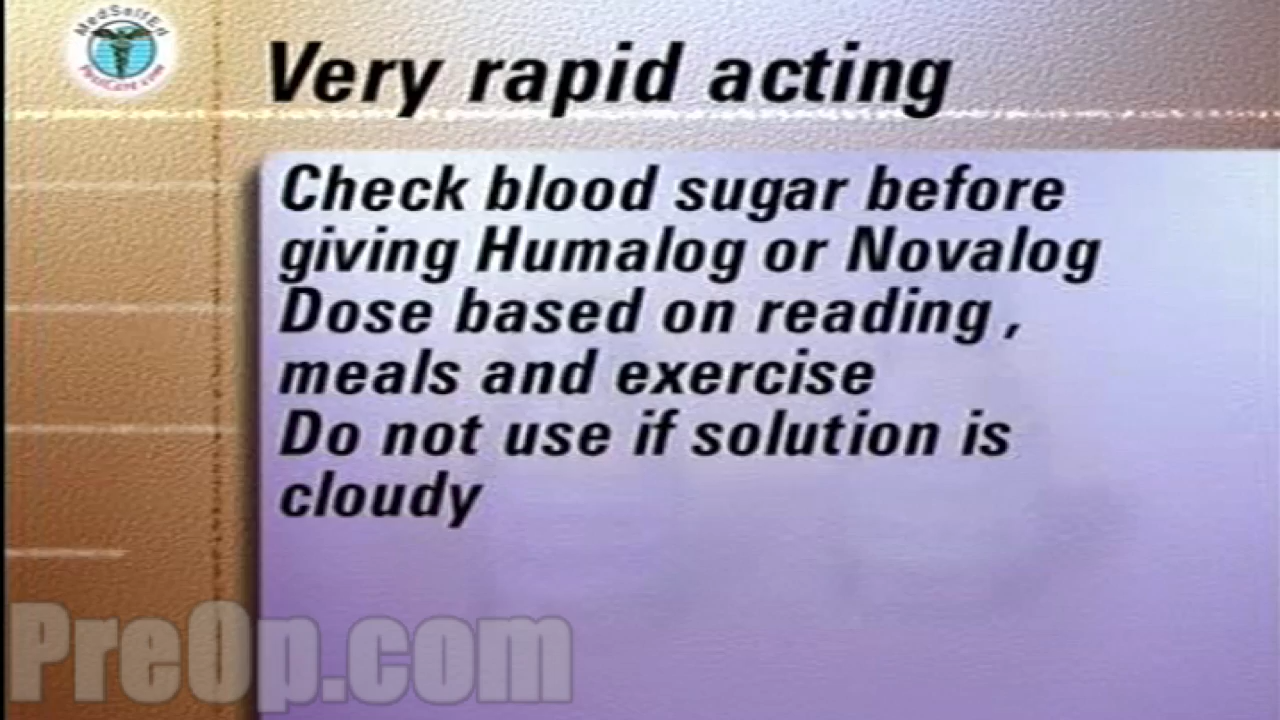 MedSelfEd
Very rapid acting
Check blood sugar before
giving Humalog or Novalog
Dose based on reading ,
meals and exercise
Do not use if solution is
cloudy
PreOp.com